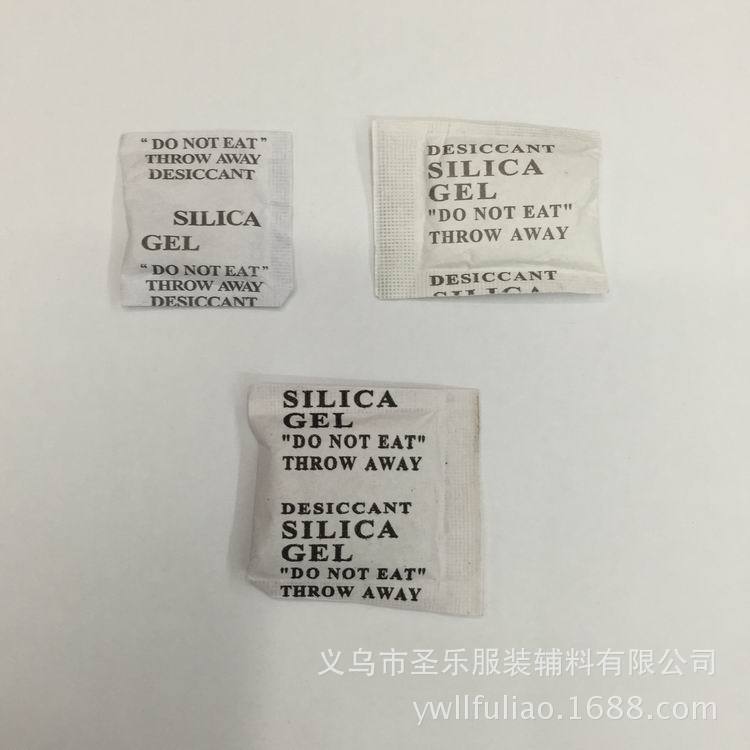 “ DO NOT EAT ”
THROW AWAY
DESICCANT
SILICA
GEL
“ DO NOT EAT ”
THROW AWAY
DESICCANT
DESICCANT
SILICA
GEL
"DO NOT EAT"
THROW AWAY
DESICCANT
SILICA
SILICA
GEL
"DO NOT EAT"
THROW AWAY
DESICCANT
SILICA
GEL
"DO NOT EAT"
THROW AWAY
义乌市圣乐服装辅料有限公司
ywllfuliao.1688.com